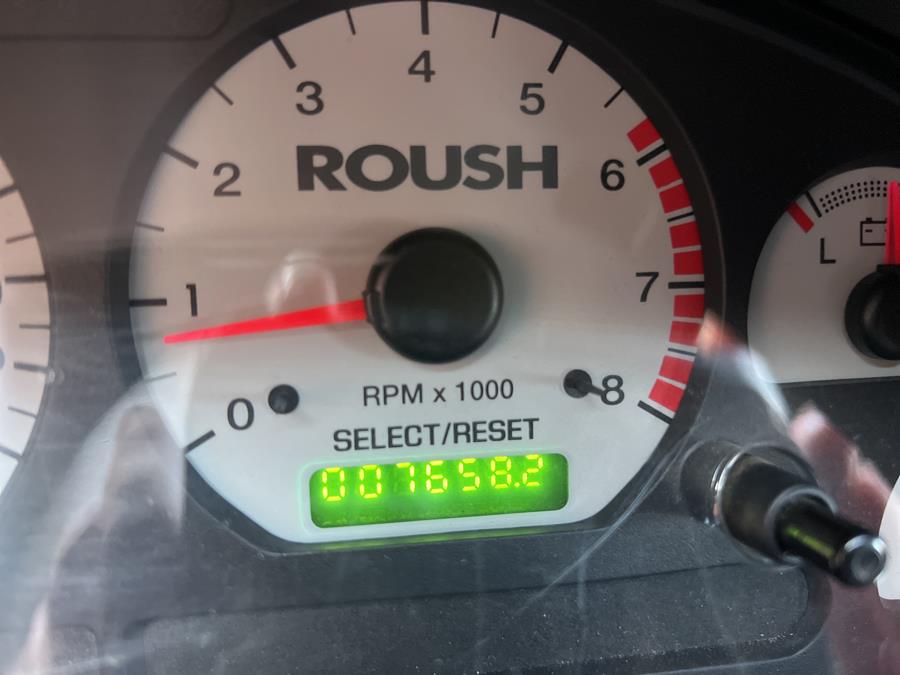 4
3 5
ROUSH
2 6
1 7
L
RPM x 1000
0 8
SELECT/RESET
007658.2